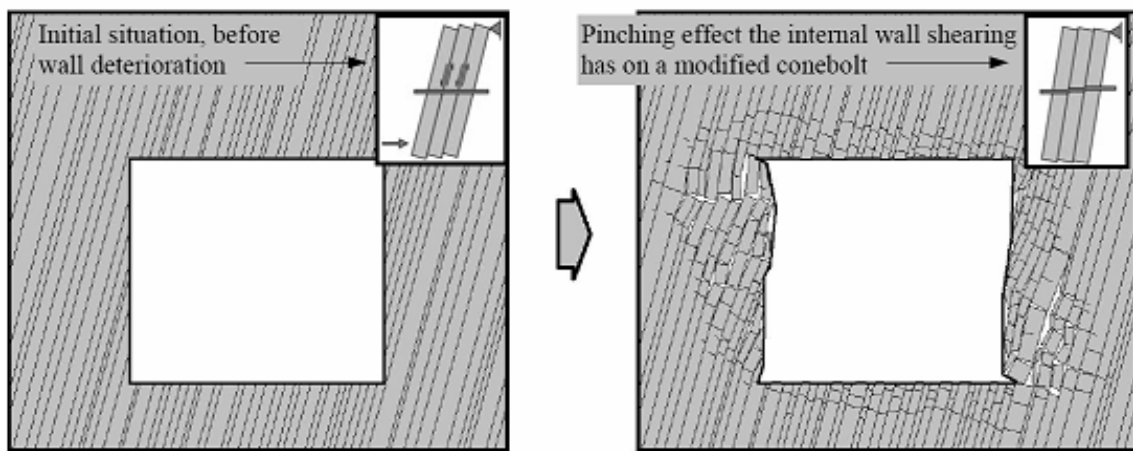 Initial situation, before
wall deterioration
Pinching effect the internal wall shearing
has on a modified conebolt